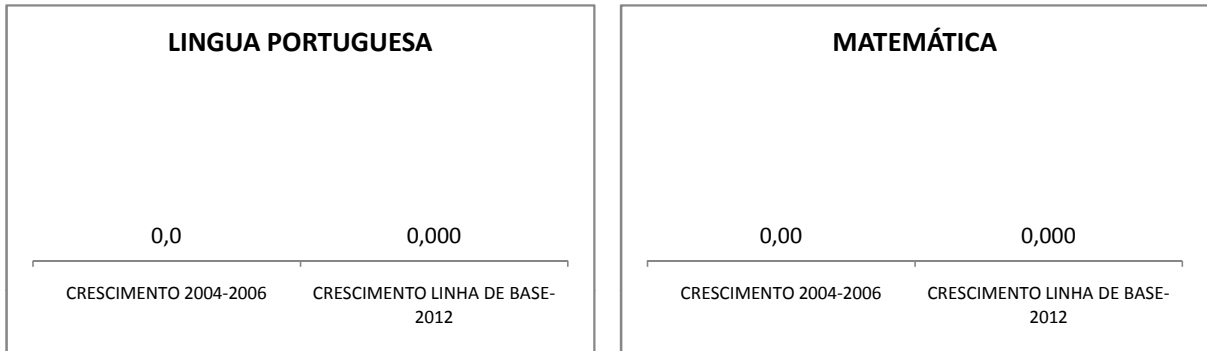 LINGUA PORTUGUESA
0,0
0,000
CRESCIMENTO 2004-2006
CRESCIMENTO LINHA DE BASE-
2012
MATEMÁTICA
0,00
0,000
CRESCIMENTO 2004-2006
CRESCIMENTO LINHA DE BASE-
2012